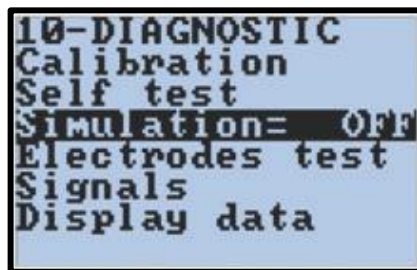 10-DIAGNOSTIC
Calibration
Self test
Simulation= OFF
Electrodes test
Signals
Display data